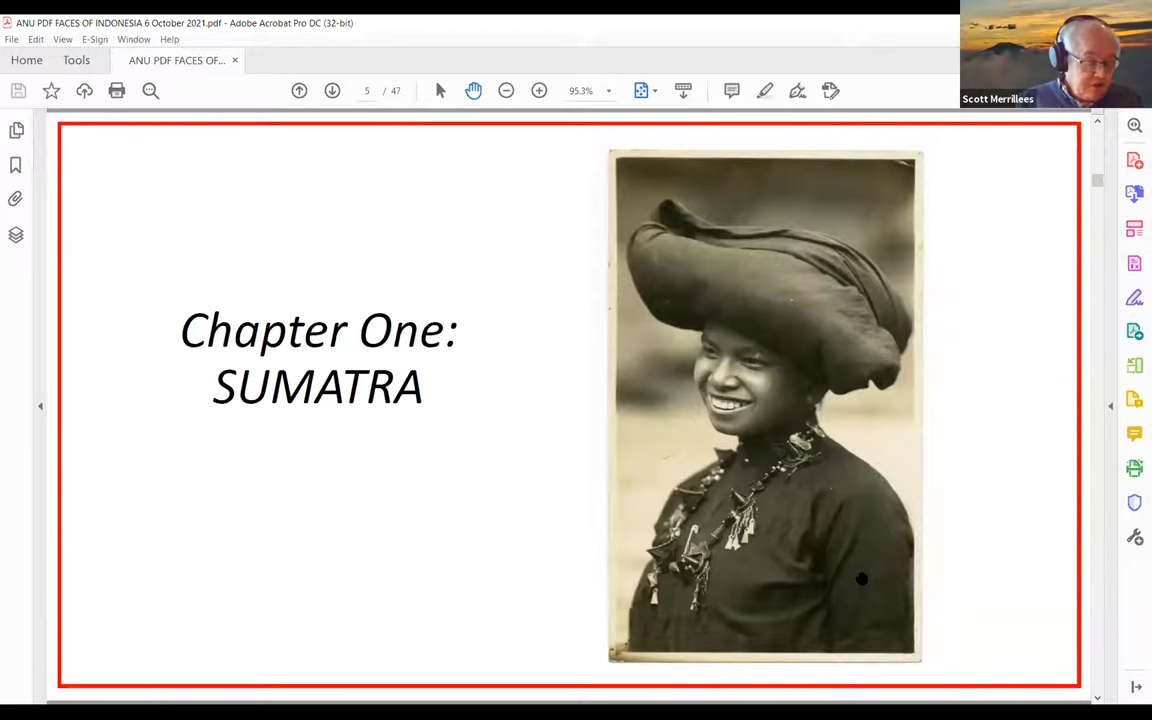 ANU PDF FACES OF INDONESIA 6 October 2021.pdf - Adobe Acrobat Pro DC (32-bit)
File Edit View E-Sign Window Help
Home Tools ANU PDF FACES OF... ×
5 / 47 95.3%
Scott Merrillees
Chapter One:
SUMATRA